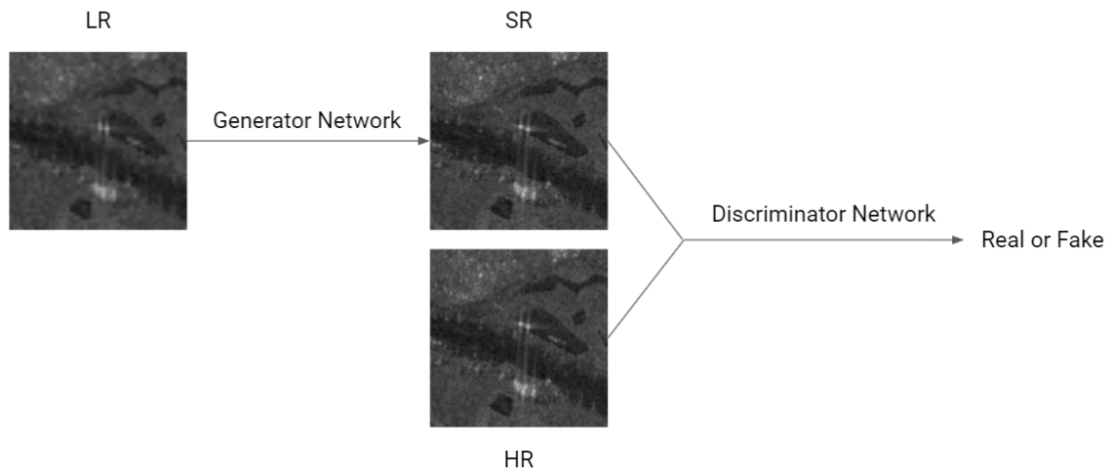 LR
SR
Generator Network
Discriminator Network
Real or Fake
HR